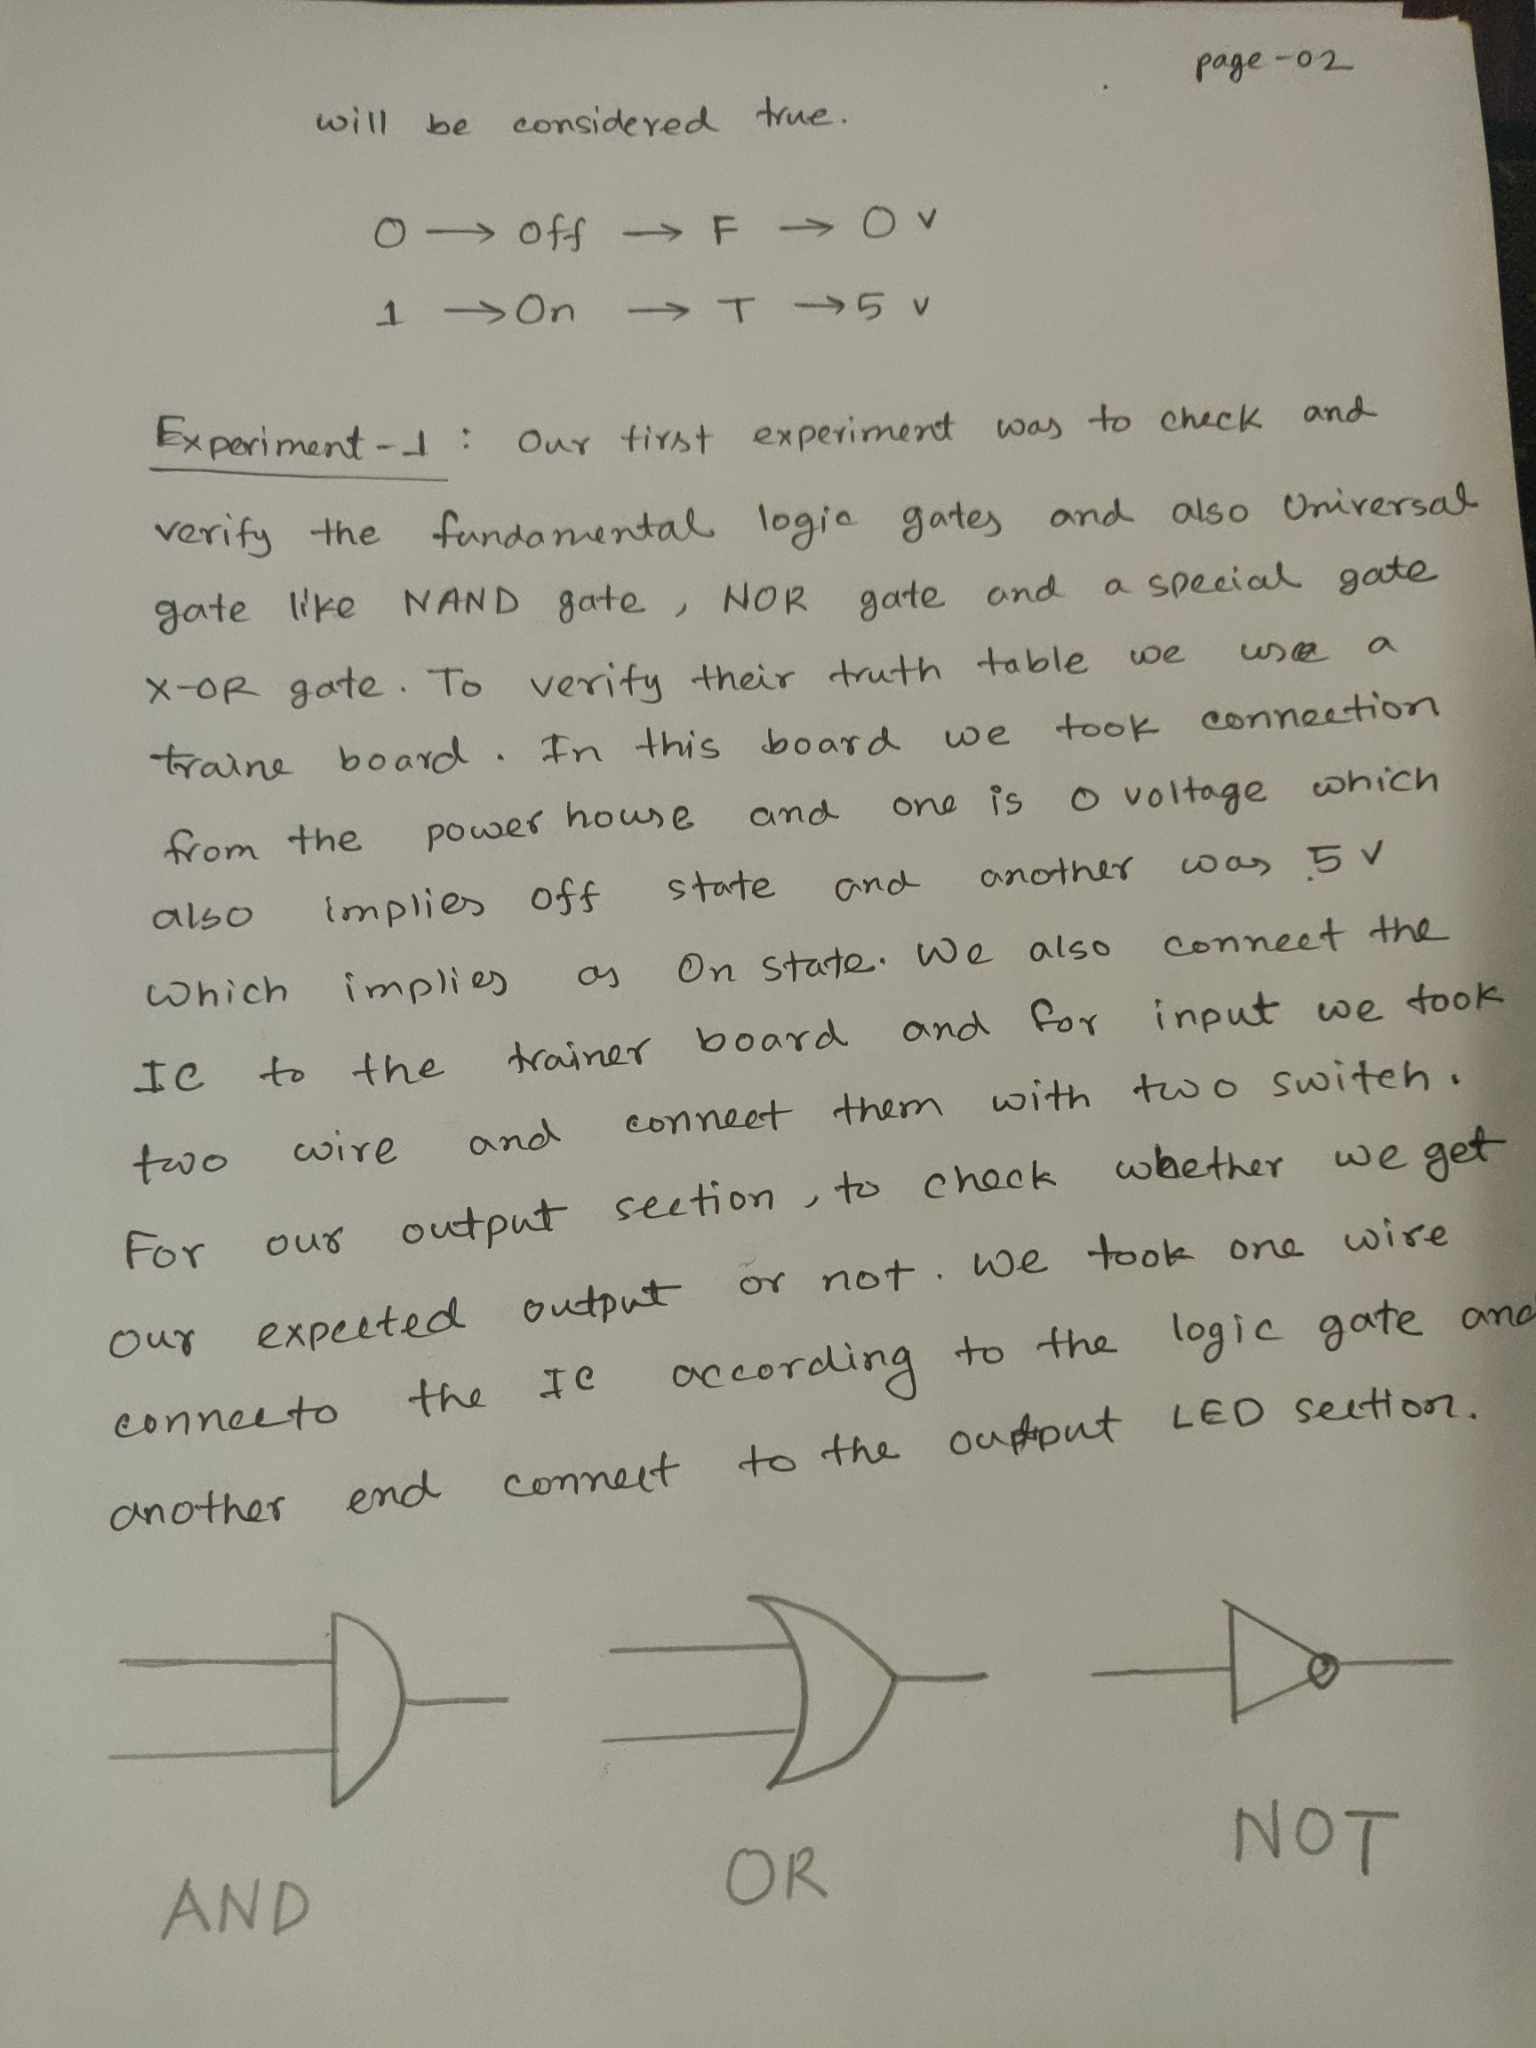 page-02
will be considered true.
0 → off → F → 0 v
1 → On → T → 5 v
Experiment-1 : Our first experiment was to check and
verify the fundamental logic gates and also Universal
gate like NAND gate, NOR gate and a special gate
X-OR gate. To verify their truth table we use a
traine board. In this board we took connection
from the power house and one is 0 voltage which
also implies off state and another was 5 v
which implies as On state. We also connect the
IC to the trainer board and for input we took
two wire and connect them with two switch.
For our output section, to check whether we get
our expected output or not. We took one wire
connecto the IC according to the logic gate and
another end connect to the output LED section.
AND OR NOT